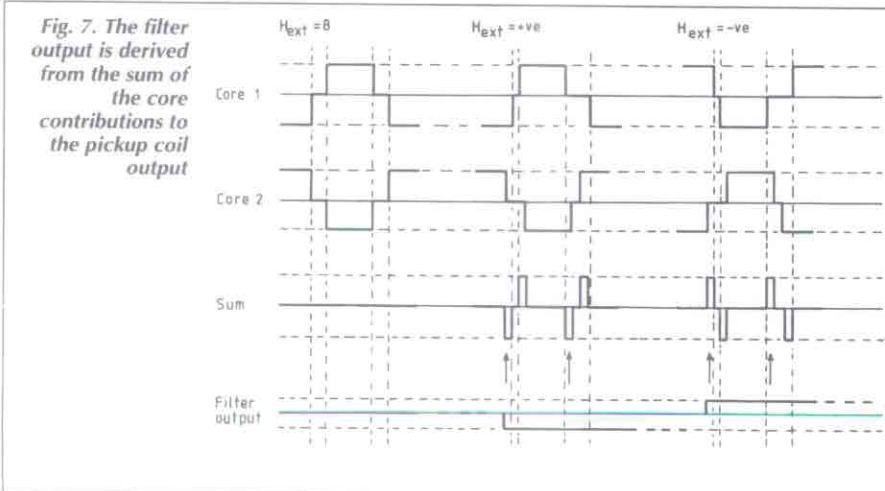 Fig. 7. The filter
output is derived
from the sum of
the core
contributions to
the pickup coil
output
Hext = 8
Hext = +ve
Hext = -ve
Core 1
Core 2
Sum
Filter
output